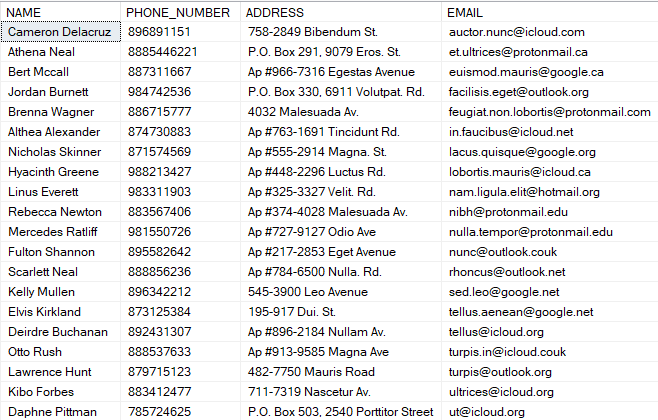 NAME PHONE_NUMBER ADDRESS EMAIL
Cameron Delacruz 896891151 758-2849 Bibendum St. auctor.nunc@icloud.com
Athena Neal 8885446221 P.O. Box 291, 9079 Eros. St. et.ultrices@protonmail.ca
Bert Mccall 887311667 Ap #966-7316 Egestas Avenue euismod.mauris@google.ca
Jordan Burnett 984742536 P.O. Box 330, 6911 Volutpat. Rd. facilisis.eget@outlook.org
Brenna Wagner 886715777 4032 Malesuada Av. feugiat.non.lobortis@protonmail.com
Althea Alexander 874730883 Ap #763-1691 Tincidunt Rd. in.faucibus@icloud.net
Nicholas Skinner 871574569 Ap #555-2914 Magna. St. lacus.quisque@google.org
Hyacinth Greene 988213427 Ap #448-2296 Luctus Rd. lobortis.mauris@icloud.ca
Linus Everett 983311903 Ap #325-3327 Velit. Rd. nam.ligula.elit@hotmail.org
Rebecca Newton 883567406 Ap #374-4028 Malesuada Av. nibh@protonmail.edu
Mercedes Ratliff 981550726 Ap #727-9127 Odio Ave nulla.tempor@protonmail.edu
Fulton Shannon 895582642 Ap #217-2853 Eget Avenue nunc@outlook.couk
Scarlett Neal 888856236 Ap #784-6500 Nulla. Rd. rhoncus@outlook.net
Kelly Mullen 896342212 545-3900 Leo Avenue sed.leo@google.org
Elvis Kirkland 873125384 195-917 Dui. St. tellus.aenean@google.net
Deirdre Buchanan 892431307 Ap #896-2184 Nullam Av. tellus@icloud.org
Otto Rush 888537633 Ap #913-9585 Magna Ave turpis.in@icloud.couk
Lawrence Hunt 879715123 482-7750 Mauris Road turpis@outlook.org
Kibo Forbes 883412477 711-7319 Nascetur Av. ultrices@icloud.org
Daphne Pittman 785724625 P.O. Box 503, 2540 Porttitor Street ut@icloud.org